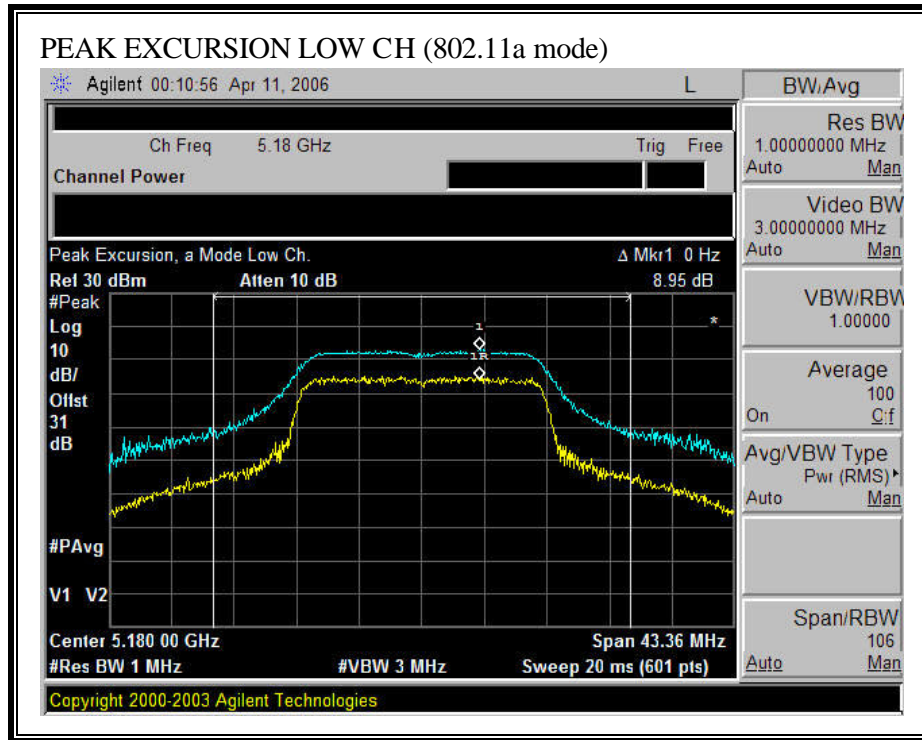 PEAK EXCURSION LOW CH (802.11a mode)
Agilent 00:10:56 Apr 11, 2006 L
BW/Avg
Ch Freq 5.18 GHz Trig Free
Channel Power
Res BW
1.00000000 MHz
Auto Man
Video BW
3.00000000 MHz
Auto Man
Peak Excursion, a Mode Low Ch. Δ Mkr1 0 Hz
Ref 30 dBm Atten 10 dB 8.95 dB
#Peak
Log
10
dB/
Offst
31
dB
1
1R
*
VBW/RBW
1.00000
Average
100
On Off
Avg/VBW Type
Pwr (RMS)
Auto Man
#PAvg
V1 V2
Center 5.180 00 GHz Span 43.36 MHz
#Res BW 1 MHz #VBW 3 MHz Sweep 20 ms (601 pts)
Span/RBW
106
Auto Man
Copyright 2000-2003 Agilent Technologies